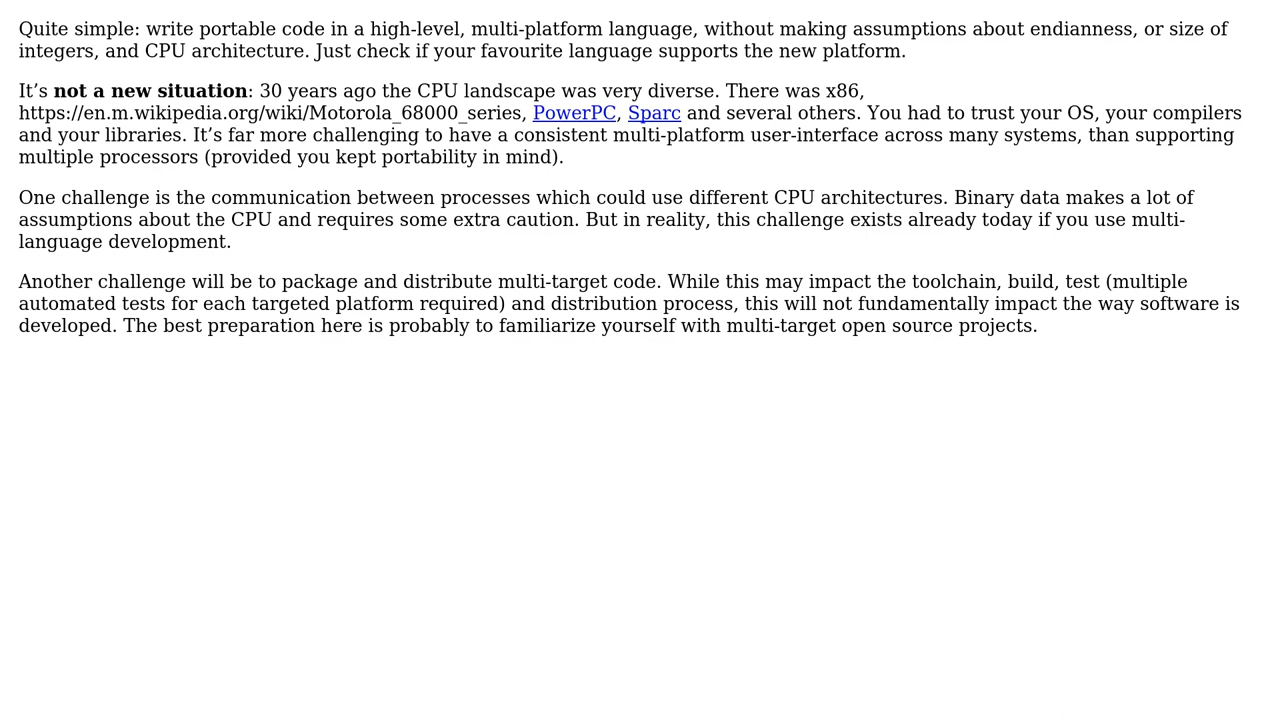 Quite simple: write portable code in a high-level, multi-platform language, without making assumptions about endianness, or size of
integers, and CPU architecture. Just check if your favourite language supports the new platform.
It’s not a new situation: 30 years ago the CPU landscape was very diverse. There was x86,
https://en.m.wikipedia.org/wiki/Motorola_68000_series, PowerPC, Sparc and several others. You had to trust your OS, your compilers
and your libraries. It’s far more challenging to have a consistent multi-platform user-interface across many systems, than supporting
multiple processors (provided you kept portability in mind).
One challenge is the communication between processes which could use different CPU architectures. Binary data makes a lot of
assumptions about the CPU and requires some extra caution. But in reality, this challenge exists already today if you use multi-
language development.
Another challenge will be to package and distribute multi-target code. While this may impact the toolchain, build, test (multiple
automated tests for each targeted platform required) and distribution process, this will not fundamentally impact the way software is
developed. The best preparation here is probably to familiarize yourself with multi-target open source projects.